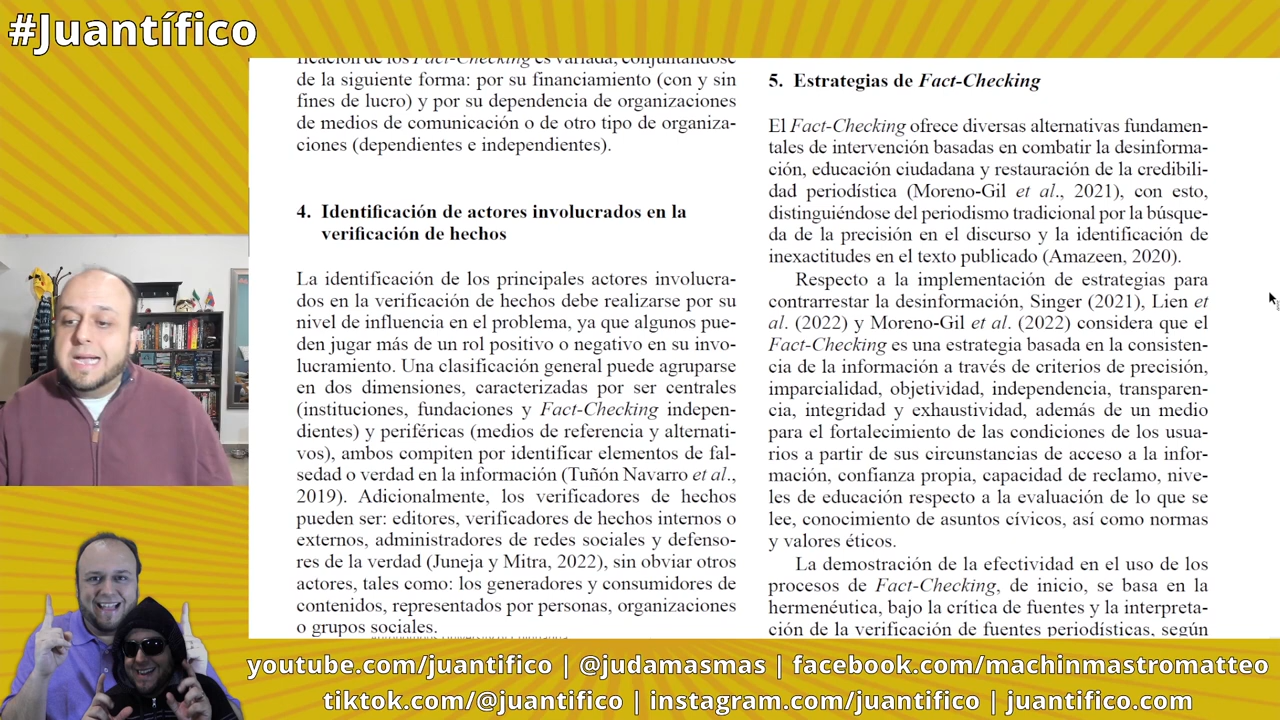 #Juantífico
ficación de los Fact-Checking es variada, conjuntándose
de la siguiente forma: por su financiamiento (con y sin
fines de lucro) y por su dependencia de organizaciones
de medios de comunicación o de otro tipo de organiza-
ciones (dependientes e independientes).
4. Identificación de actores involucrados en la
verificación de hechos
La identificación de los principales actores involucra-
dos en la verificación de hechos debe realizarse por su
nivel de influencia en el problema, ya que algunos pue-
den jugar más de un rol positivo o negativo en su invo-
lucramiento. Una clasificación general puede agruparse
en dos dimensiones, caracterizadas por ser centrales
(instituciones, fundaciones y Fact-Checking indepen-
dientes) y periféricas (medios de referencia y alternati-
vos), ambos compiten por identificar elementos de fal-
sedad o verdad en la información (Tuñón Navarro et al.,
2019). Adicionalmente, los verificadores de hechos
pueden ser: editores, verificadores de hechos internos o
externos, administradores de redes sociales y defenso-
res de la verdad (Juneja y Mitra, 2022), sin obviar otros
actores, tales como: los generadores y consumidores de
contenidos, representados por personas, organizaciones
o grupos sociales.
5. Estrategias de Fact-Checking
El Fact-Checking ofrece diversas alternativas fundamen-
tales de intervención basadas en combatir la desinforma-
ción, educación ciudadana y restauración de la credibili-
dad periodística (Moreno-Gil et al., 2021), con esto,
distinguiéndose del periodismo tradicional por la búsque-
da de la precisión en el discurso y la identificación de
inexactitudes en el texto publicado (Amazeen, 2020).
Respecto a la implementación de estrategias para
contrarrestar la desinformación, Singer (2021), Lien et
al. (2022) y Moreno-Gil et al. (2022) considera que el
Fact-Checking es una estrategia basada en la consisten-
cia de la información a través de criterios de precisión,
imparcialidad, objetividad, independencia, transparen-
cia, integridad y exhaustividad, además de un medio
para el fortalecimiento de las condiciones de los usua-
rios a partir de sus circunstancias de acceso a la infor-
mación, confianza propia, capacidad de reclamo, nive-
les de educación respecto a la evaluación de lo que se
lee, conocimiento de asuntos cívicos, así como normas
y valores éticos.
La demostración de la efectividad en el uso de los
procesos de Fact-Checking, de inicio, se basa en la
hermenéutica, bajo la crítica de fuentes y la interpreta-
ción de la verificación de fuentes periodísticas, según
youtube.com/juantifico | @judamasmas | facebook.com/machinmastromatteo
tiktok.com/@juantifico | instagram.com/juantifico | juantifico.com